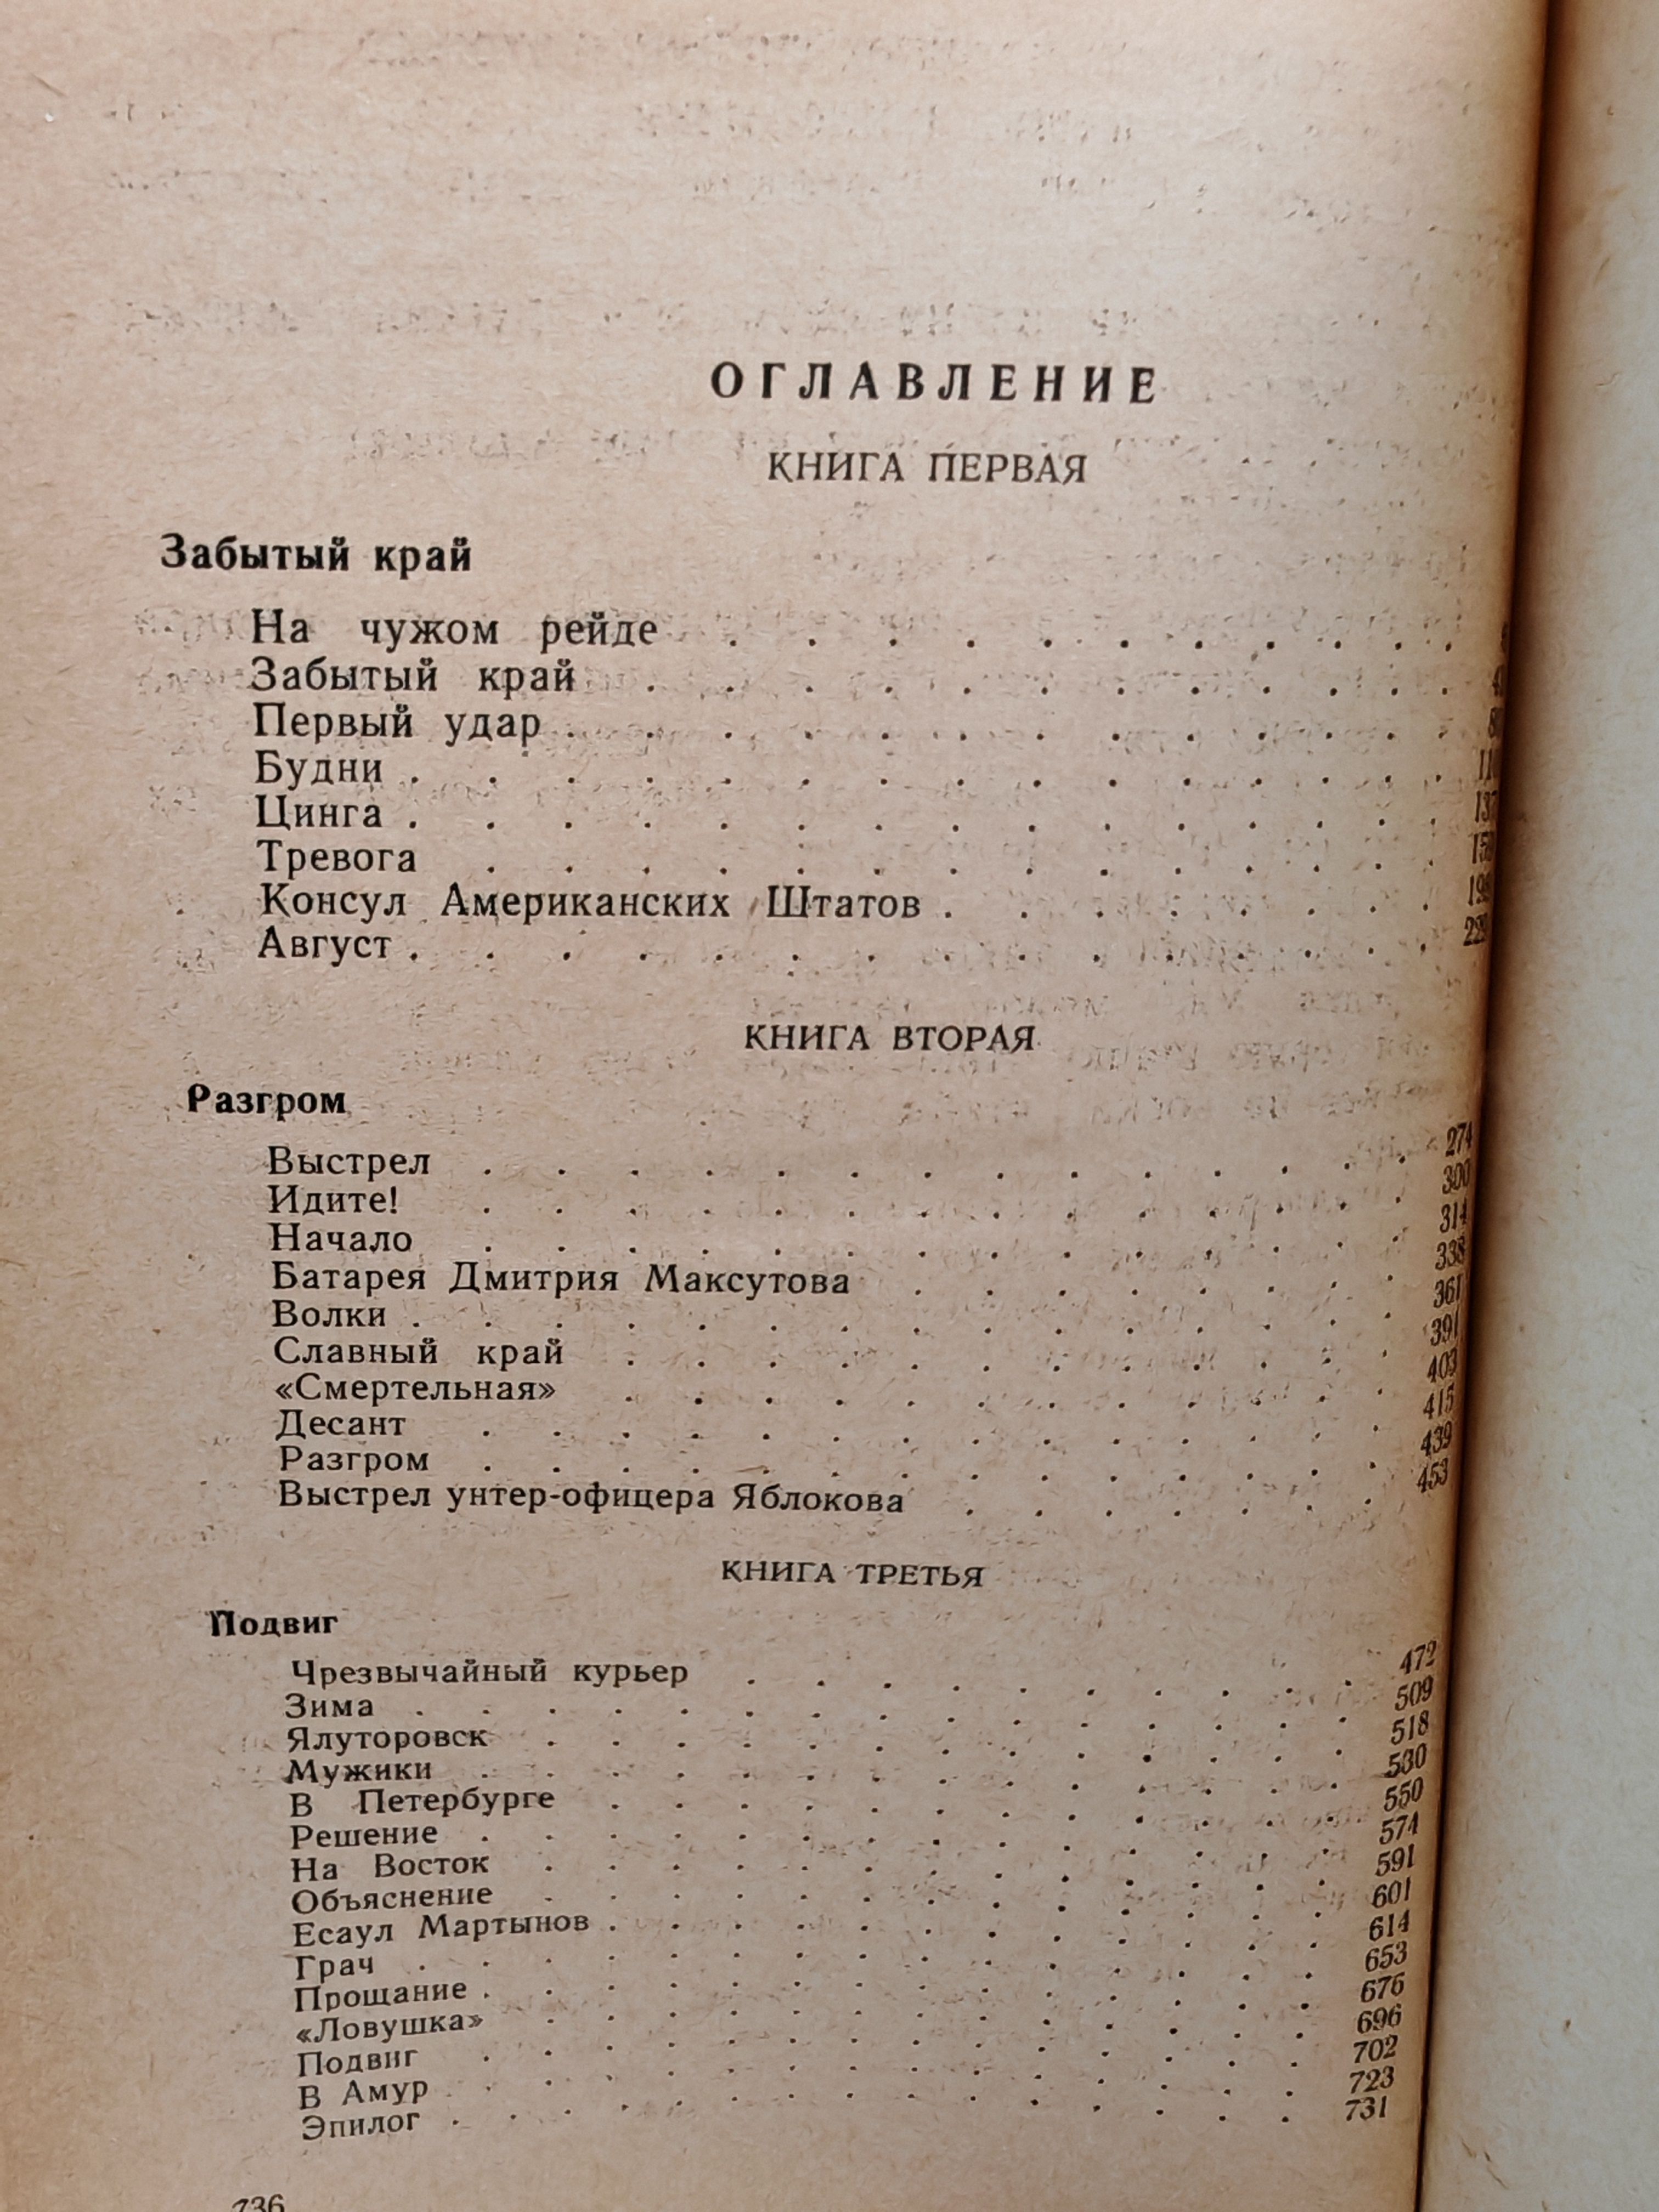 ОГЛАВЛЕНИЕ
КНИГА ПЕРВАЯ
Забытый край
На чужом рейде
Забытый край
Первый удар
Будни
Цинга
Тревога
Консул Американских Штатов
Август
КНИГА ВТОРАЯ
Разгром
Выстрел 274
Идите! 300
Начало 314
Батарея Дмитрия Максутова 338
Волки 361
Славный край 391
«Смертельная» 403
Десант 415
Разгром 439
Выстрел унтер-офицера Яблокова 453
КНИГА ТРЕТЬЯ
Подвиг
Чрезвычайный курьер 472
Зима 509
Ялуторовск 518
Мужики 530
В Петербурге 550
Решение 574
На Восток 591
Объяснение 601
Есаул Мартынов 614
Грач 653
Прощание 676
«Ловушка» 696
Подвиг 702
В Амур 723
Эпилог 731
736